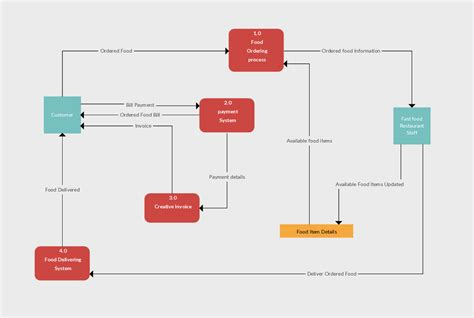 1.0
Food
Ordering
process
Ordered Food
Ordered food information
Customer
Bill Payment
Ordered Food Bill
Invoice
2.0
payment
System
Fast food
Restaurant
Staff
Available food Items
Payment details
Available Food Items Updated
Food Delivered
3.0
Creative Invoice
Food Item Details
4.0
Food Delivering
System
Deliver Ordered Food